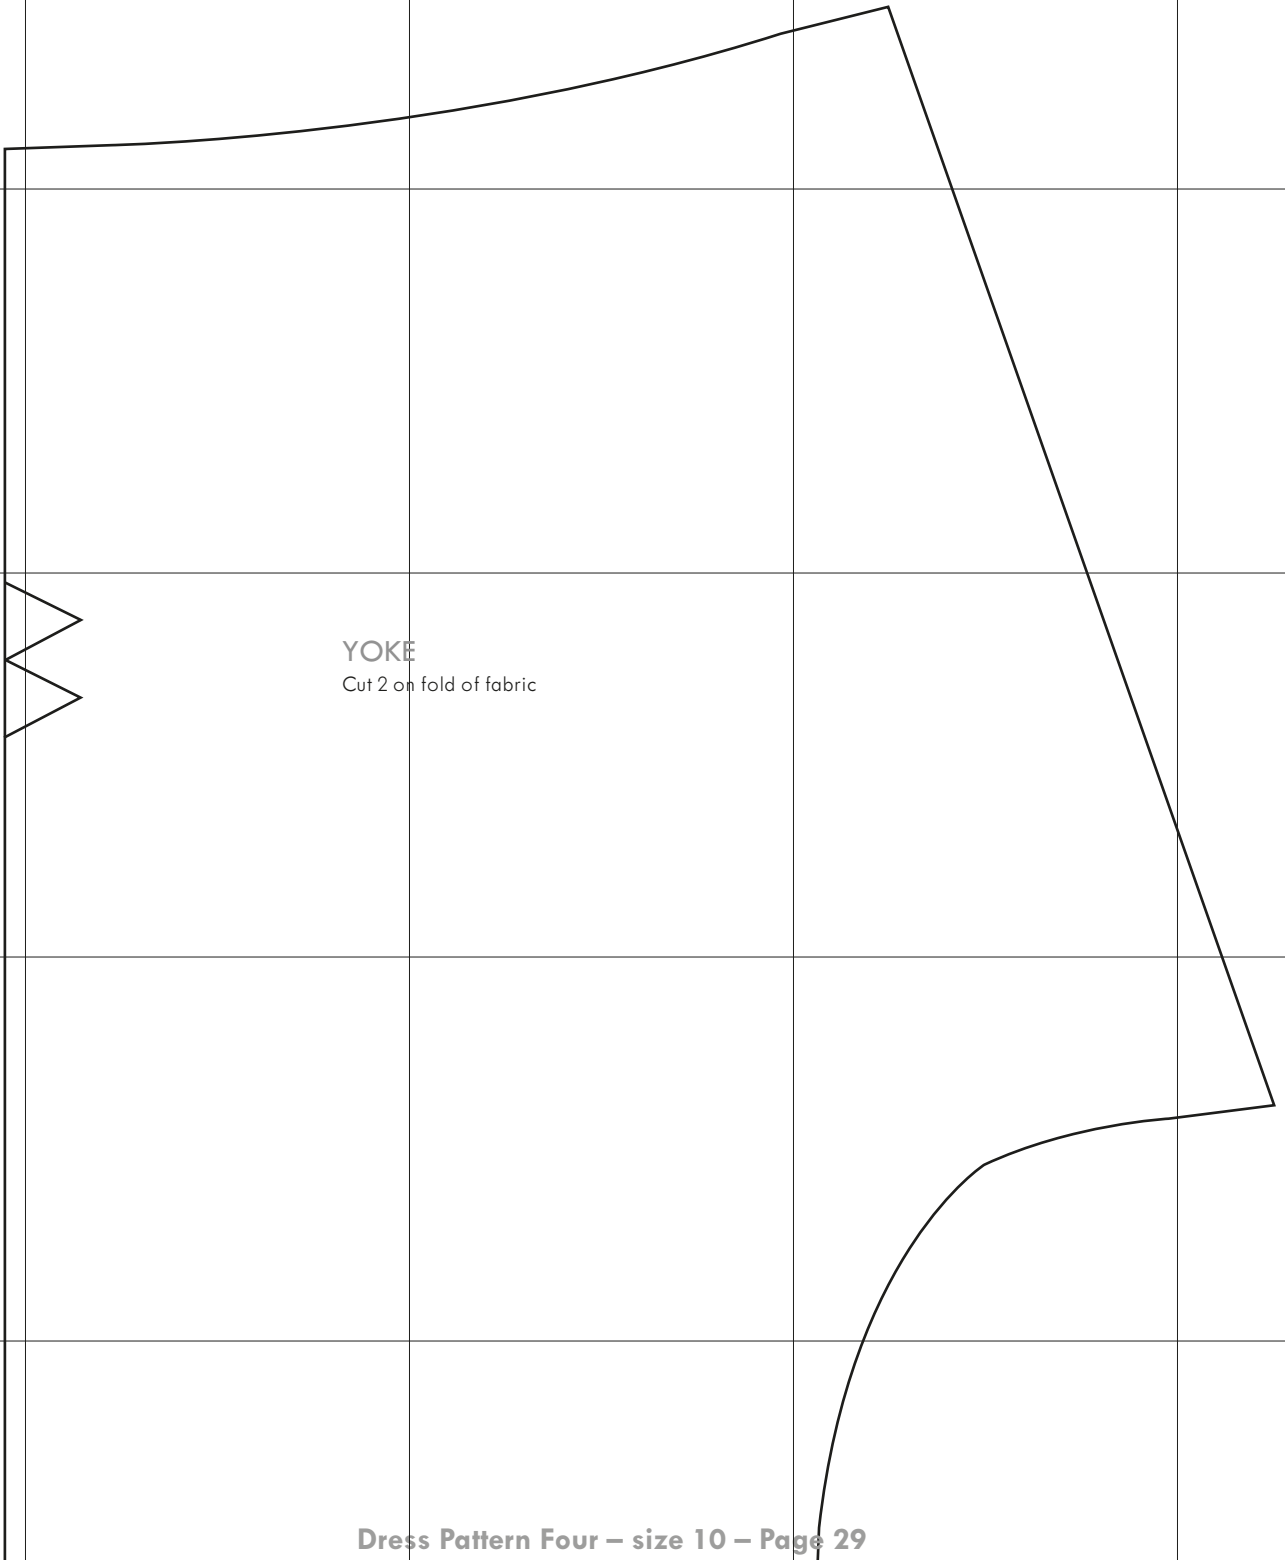 YOKE
Cut 2 on fold of fabric
Dress Pattern Four – size 10 – Page 29